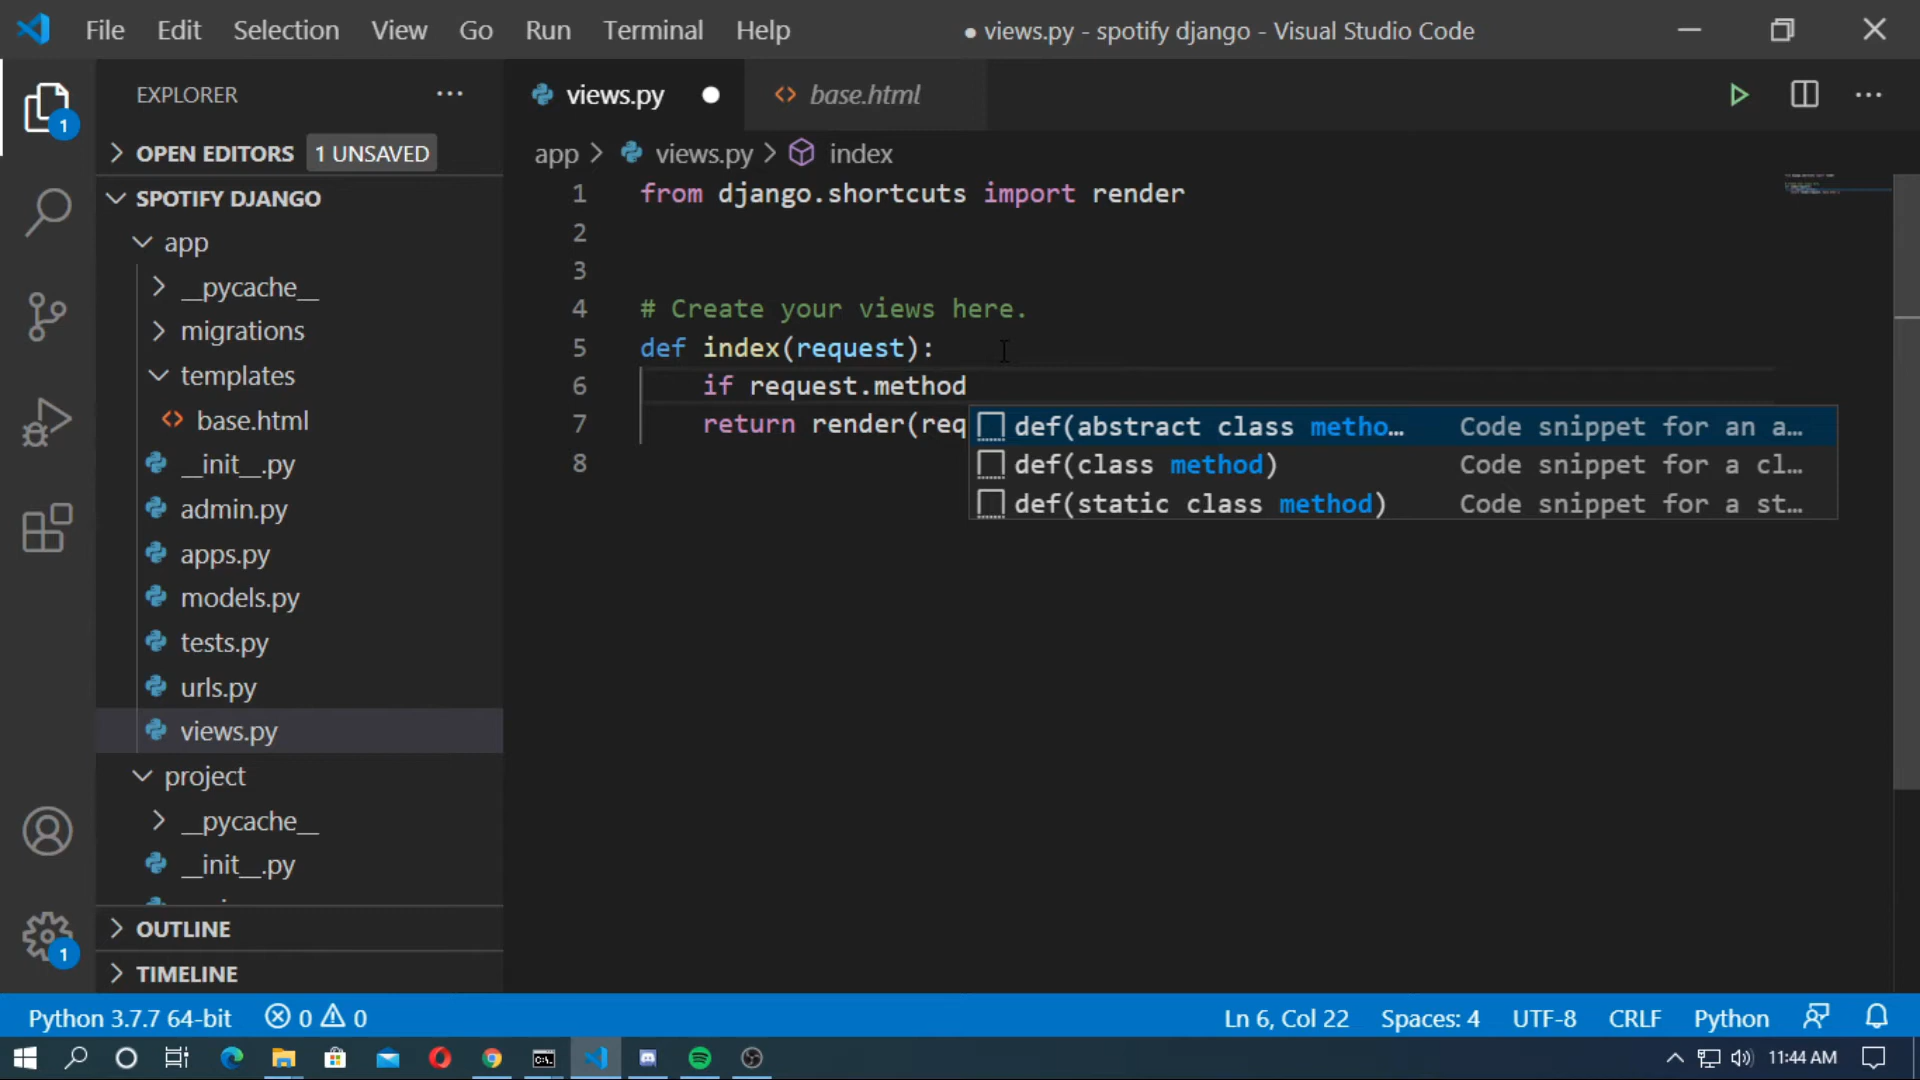 File Edit Selection View Go Run Terminal Help ● views.py - spotify django - Visual Studio Code
EXPLORER ...
views.py ● base.html
OPEN EDITORS 1 UNSAVED
app > views.py > index
SPOTIFY DJANGO
app
__pycache__
migrations
templates
base.html
__init__.py
admin.py
apps.py
models.py
tests.py
urls.py
views.py
project
__pycache__
__init__.py
OUTLINE
TIMELINE
1 from django.shortcuts import render
2
3
4 # Create your views here.
5 def index(request):
6 if request.method
7 return render(req
8
def(abstract class metho… Code snippet for an a…
def(class method) Code snippet for a cl…
def(static class method) Code snippet for a st…
1
1
Python 3.7.7 64-bit 0 0 Ln 6, Col 22 Spaces: 4 UTF-8 CRLF Python
11:44 AM